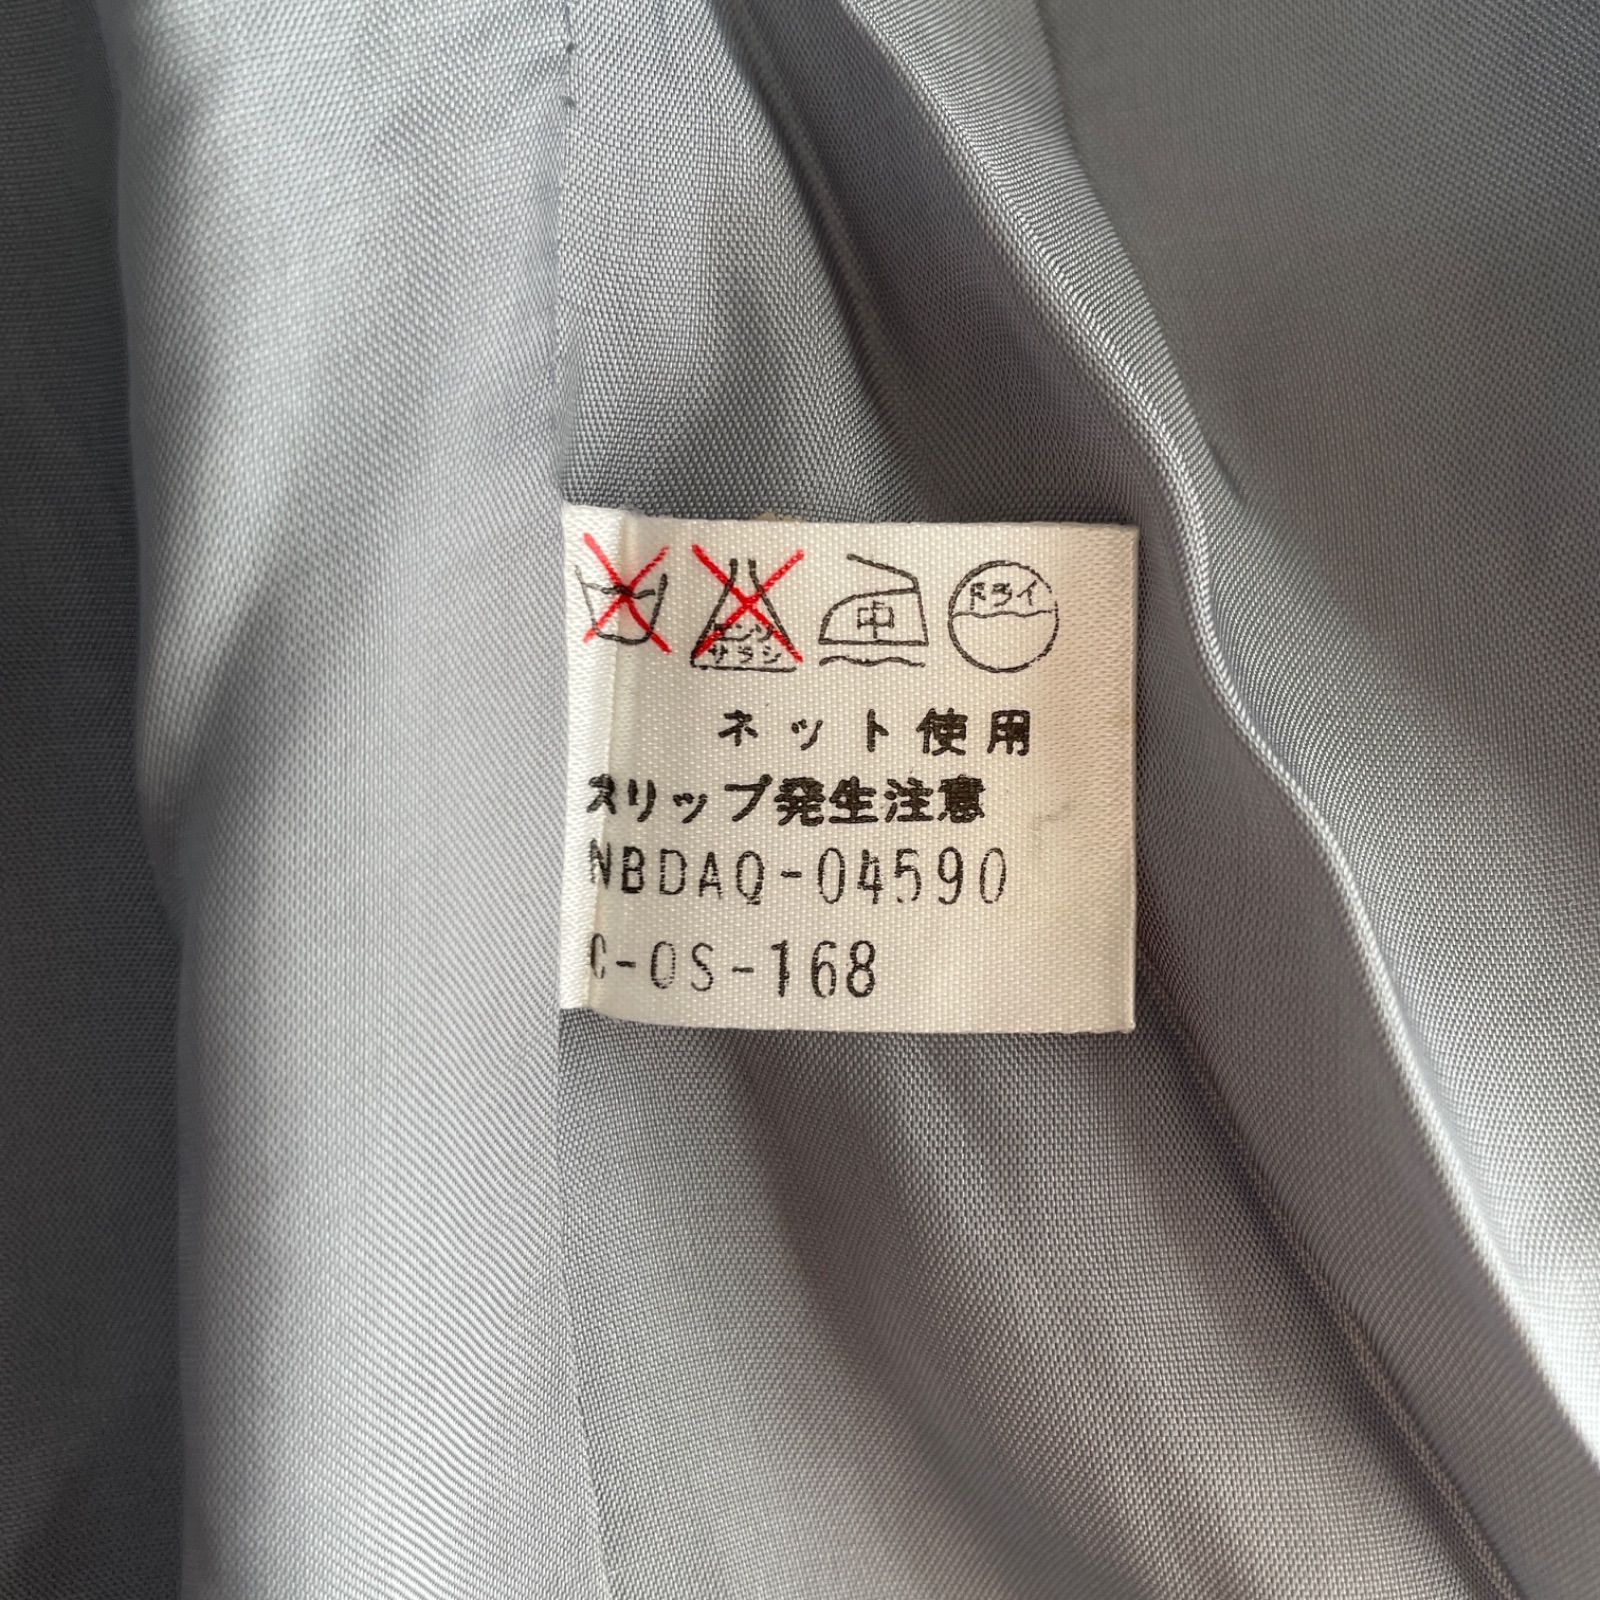 エンソ
サラシ
中
ドライ
ネット使用
スリップ発生注意
NBDAQ-04590
C-OS-168